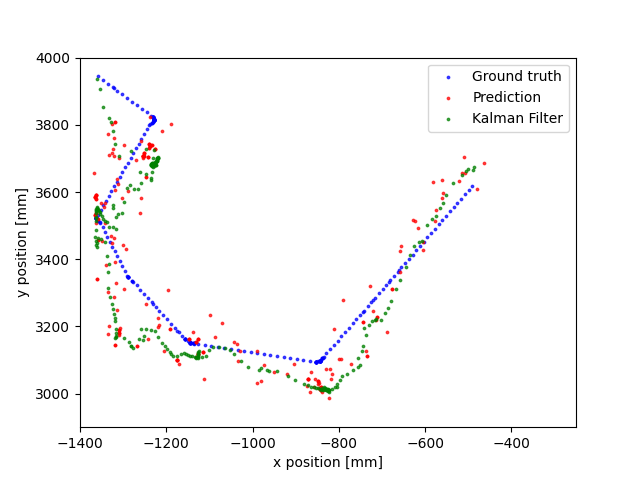 4000
3800
3600
3400
3200
3000
y position [mm]
Ground truth
Prediction
Kalman Filter
−1400 −1200 −1000 −800 −600 −400
x position [mm]